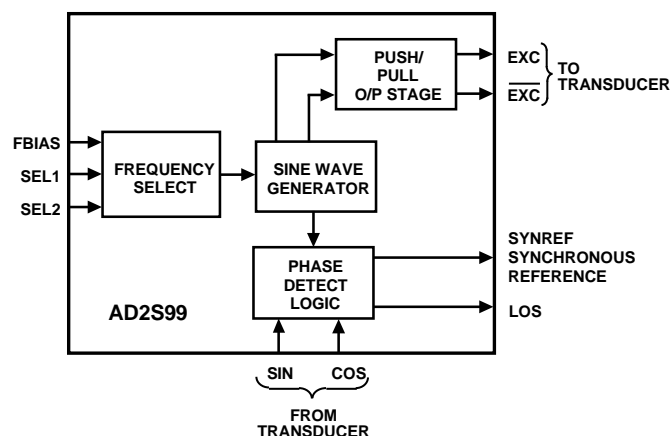 PUSH/
PULL
O/P STAGE
EXC
EXC
TO
TRANSDUCER
FBIAS
SEL1
SEL2
FREQUENCY
SELECT
SINE WAVE
GENERATOR
PHASE
DETECT
LOGIC
SYNREF
SYNCHRONOUS
REFERENCE
LOS
AD2S99
SIN COS
FROM
TRANSDUCER